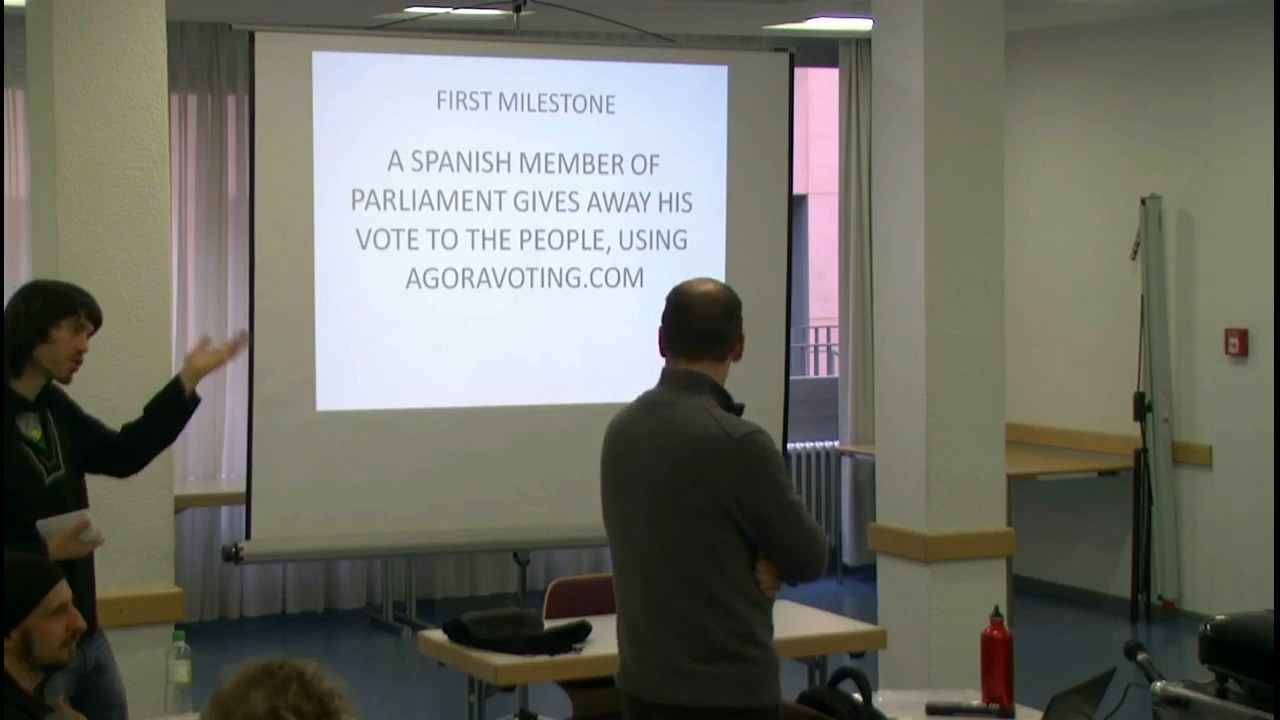 FIRST MILESTONE
A SPANISH MEMBER OF
PARLIAMENT GIVES AWAY HIS
VOTE TO THE PEOPLE, USING
AGORAVOTING.COM